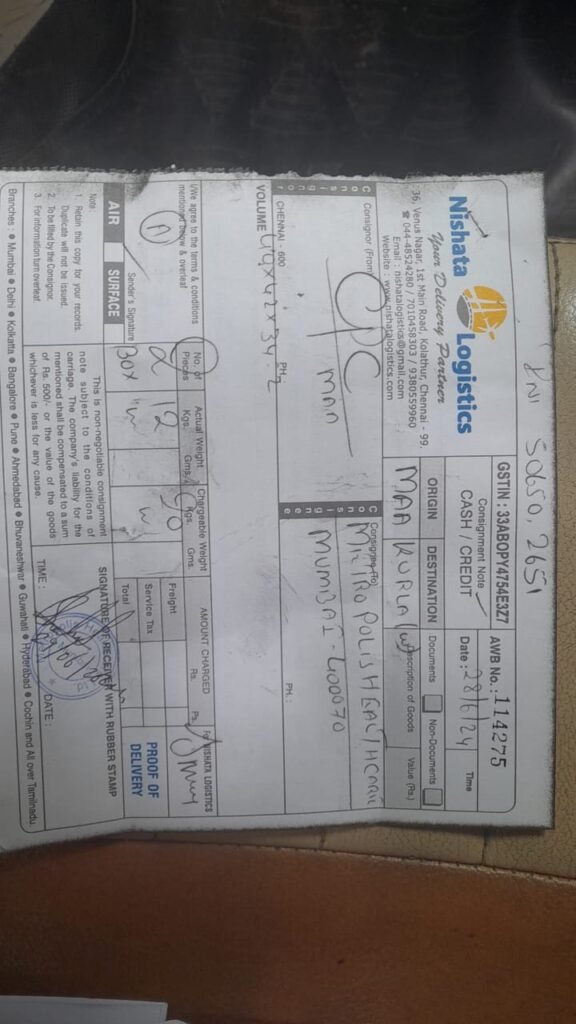 INV 50650, 2651
Nishata Logistics
Your Delivery Partner
36, Venus Nagar, 1st Main Road, Kolathur, Chennai - 99.
☎ 044-48524280 / 7010458303 / 9380559960
Email : nishatalogistics@gmail.com
Website : www.nishatalogistics.com
GSTIN : 33ABOPY4754E3Z7
AWB No.: 114275
Consignment Note
CASH / CREDIT
Date : 28/6/24
Time
ORIGIN
DESTINATION
Documents
Non-Documents
MAA
KURLA (W)
Description of Goods
Value (Rs.)
Consignor
Consignor (From)
CPC
MAA
CHENNAI - 600
PH :
Consignee
Consignee (To)
METROPOLIS HEALTHCARE
MUMBAI - 400070
PH :
VOLUME 44x42x34-2
I/We agree to the terms & conditions
mentioned below & overleaf
Sender's Signature
No. of Pieces
2
Box
Actual Weight
Kgs. Gms.
12
Chargeable Weight
Kgs. Gms.
AMOUNT CHARGED
Rs. Ps.
Freight
Service Tax
Total
For NISHATA LOGISTICS
PROOF OF
DELIVERY
AIR
SURFACE
Note:
1. Retain this copy for your records.
Duplicate will not be issued.
2. To be filled by the Consignor.
3. For information turn overleaf.
This is non-negotiable consignment
note subject to the conditions of
carriage. The company's liability for the
mentioned shall be compensated to a sum
of Rs. 500/- or the value of the goods
whichever is less for any cause.
SIGNATURE OF RECEIVER WITH RUBBER STAMP
TIME :
DATE :
Branches : ● Mumbai ● Delhi ● Kolkatta ● Bangalore ● Pune ● Ahmedabad ● Bhuvaneshwar ● Guwahati ● Hyderabad ● Cochin and All over Tamilnadu.